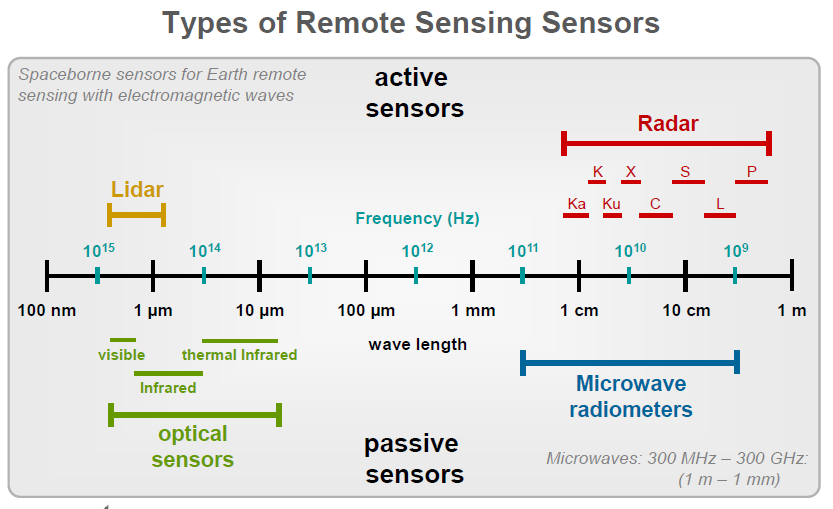 Types of Remote Sensing Sensors
Spaceborne sensors for Earth remote
sensing with electromagnetic waves
active
sensors
Radar
K X S P
Ka Ku C L
Lidar
Frequency (Hz)
10¹⁵ 10¹⁴ 10¹³ 10¹² 10¹¹ 10¹⁰ 10⁹
100 nm 1 µm 10 µm 100 µm 1 mm 1 cm 10 cm 1 m
wave length
visible thermal Infrared
Infrared
optical
sensors
Microwave
radiometers
passive
sensors
Microwaves: 300 MHz – 300 GHz:
(1 m – 1 mm)